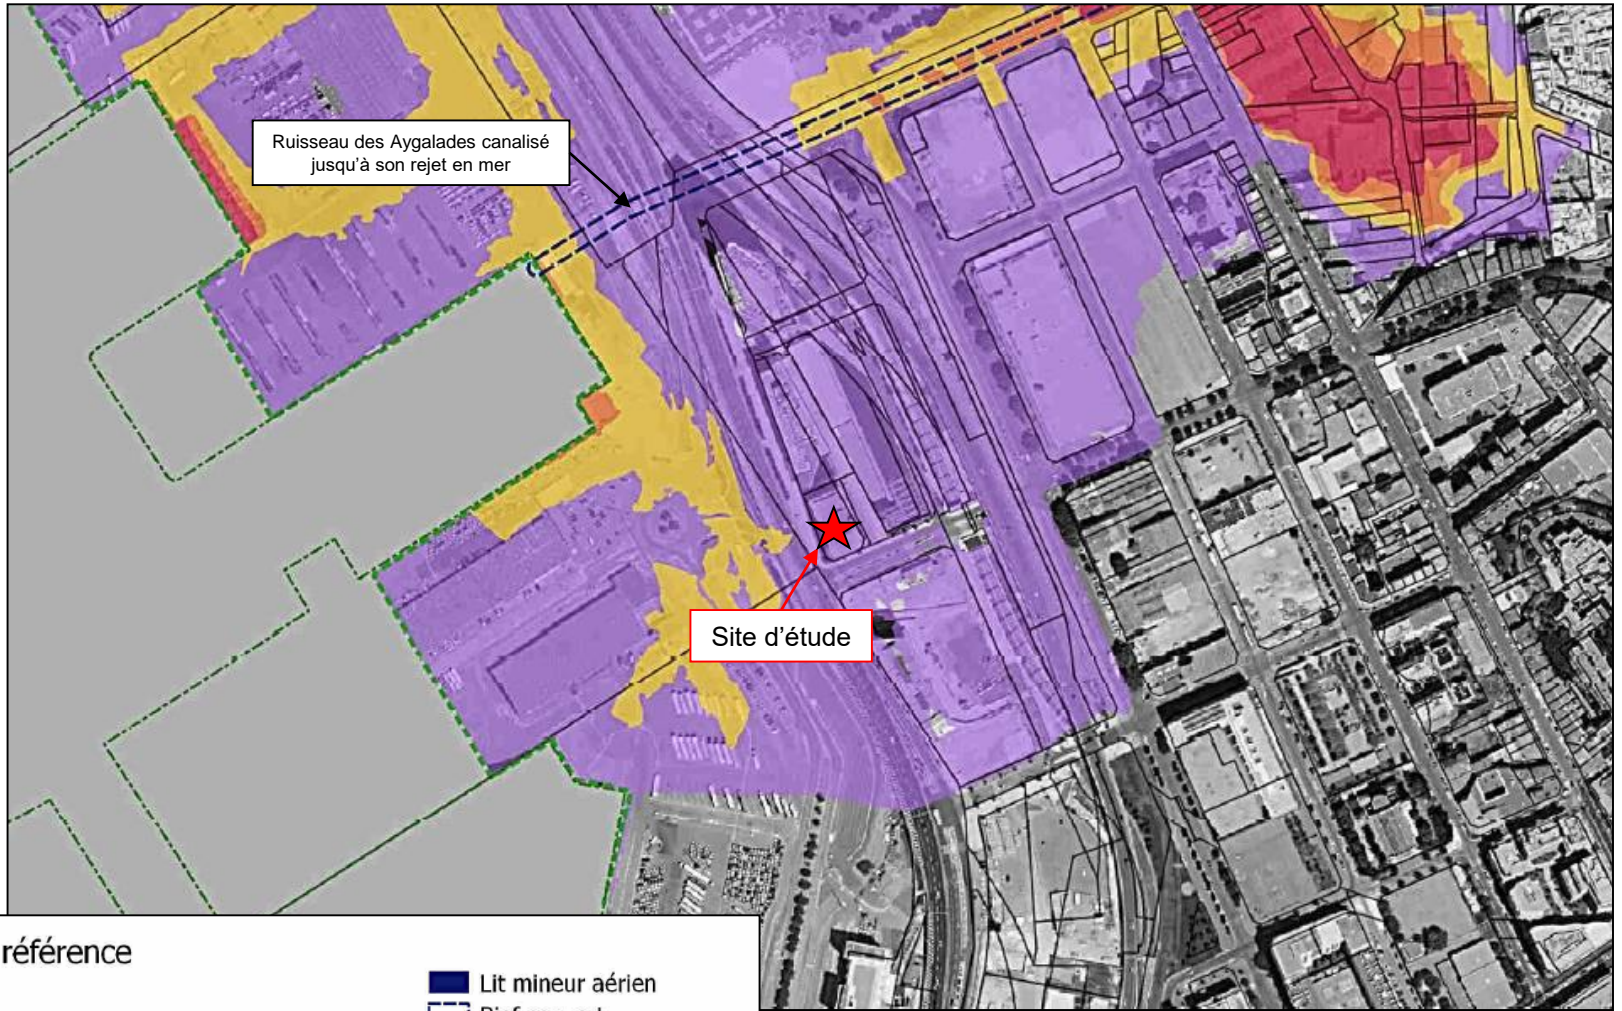 Ruisseau des Aygalades canalisé
jusqu'à son rejet en mer
Site d'étude
référence
Lit mineur aérien